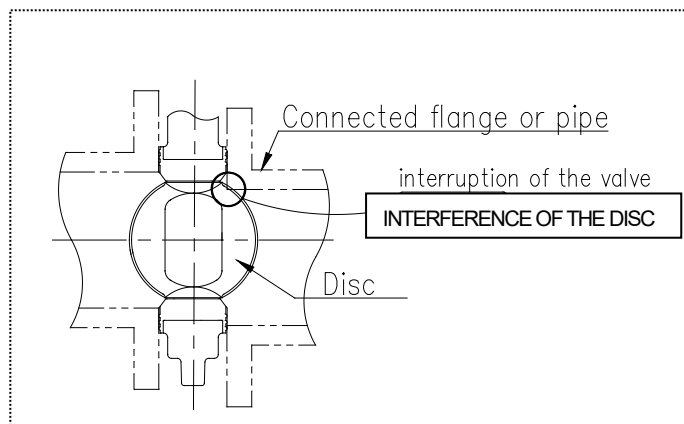 Connected flange or pipe
interruption of the valve
INTERFERENCE OF THE DISC
Disc